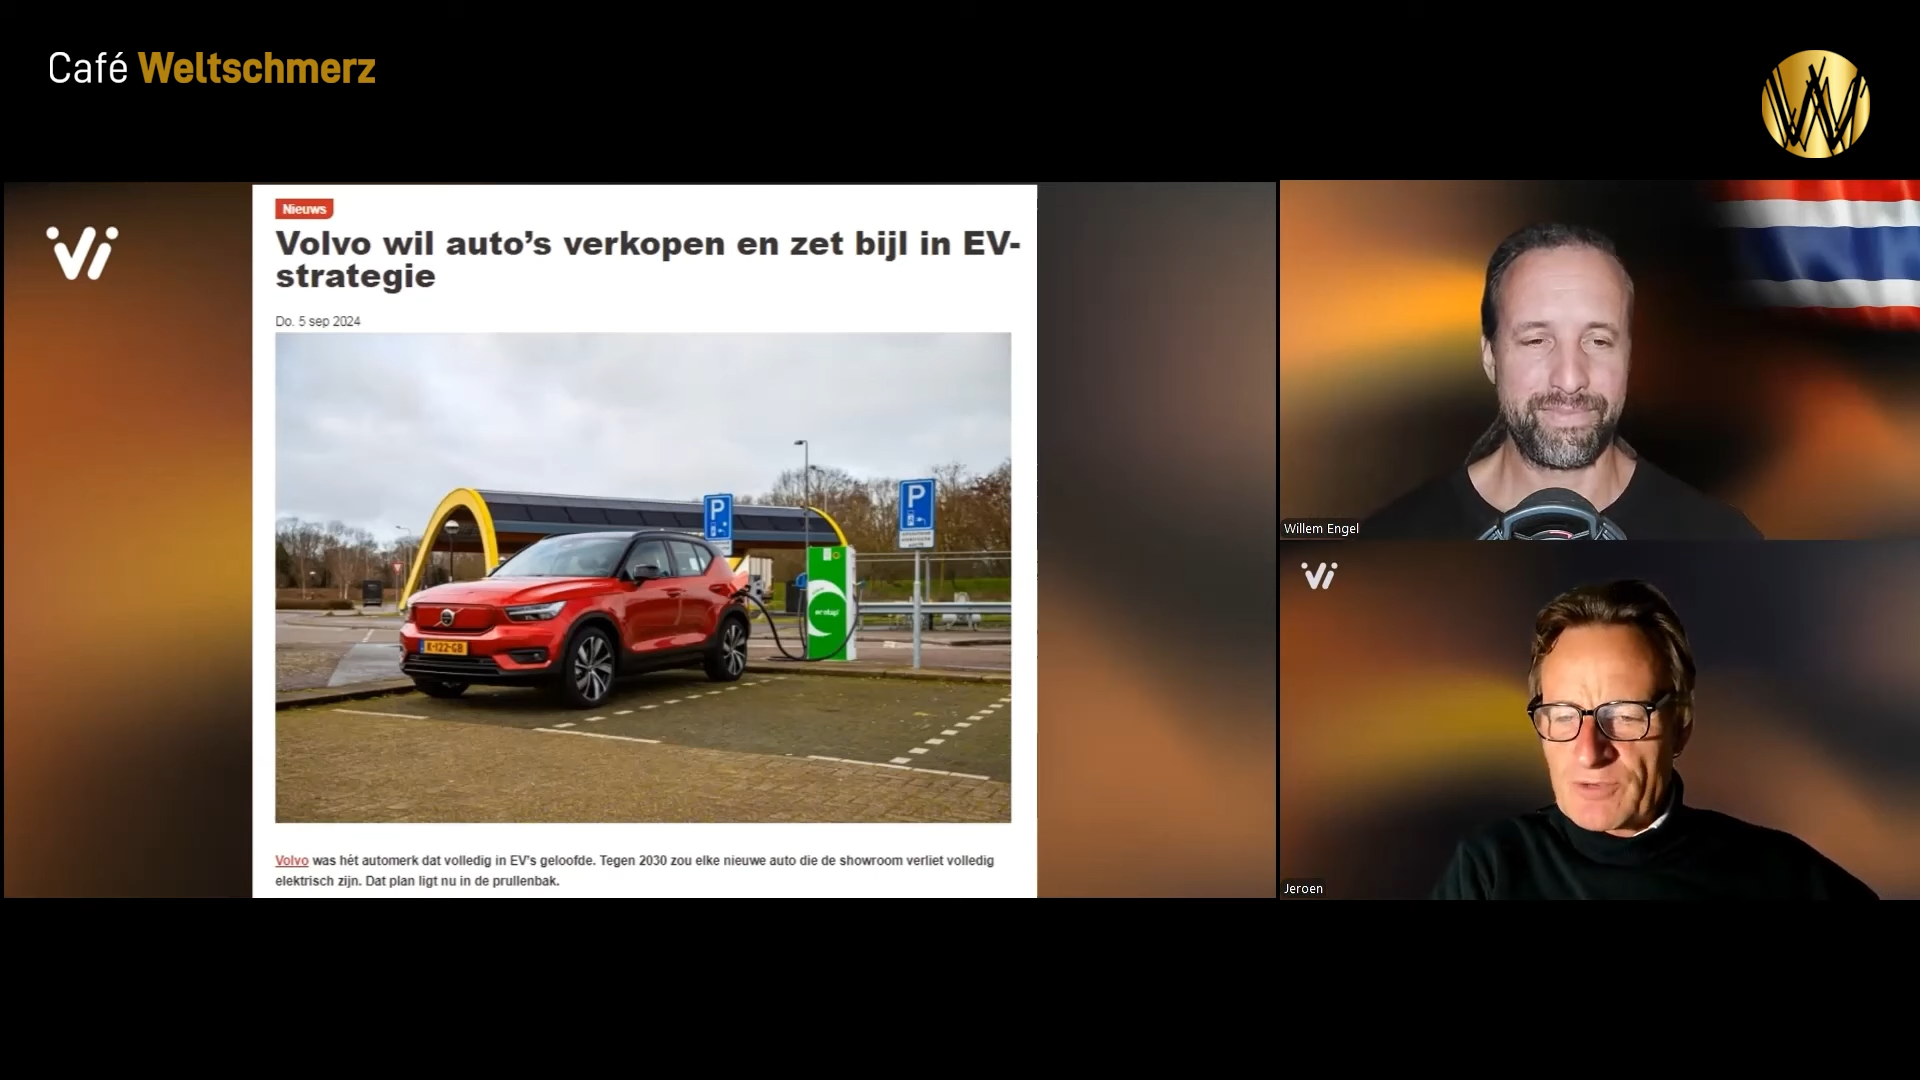 Café Weltschmerz
Nieuws
Volvo wil auto's verkopen en zet bijl in EV-
strategie
Do. 5 sep 2024
P
P
K-122-GB
Volvo was hèt automerk dat volledig in EV's geloofde. Tegen 2030 zou elke nieuwe auto die de showroom verliet volledig
elektrisch zijn. Dat plan ligt nu in de prullenbak.
Willem Engel
Jeroen